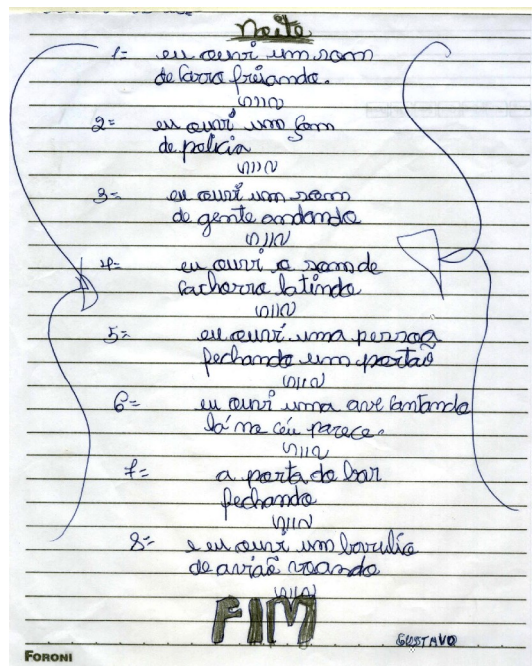 Noite
1= eu ouvi um som
de carro freiando.
2= eu ouvi um som
de policia
3= eu ouvi um som
de gente andando
4= eu ouvi o som de
cachorro latindo
5= eu ouvi uma pessoa
fechando um portão
6= eu ouvi uma ave cantando
lá no céu parece.
7= a porta do bar
fechando
8= e eu ouvi um barulio
de avião voando
FIM
GUSTAVO
FORONI